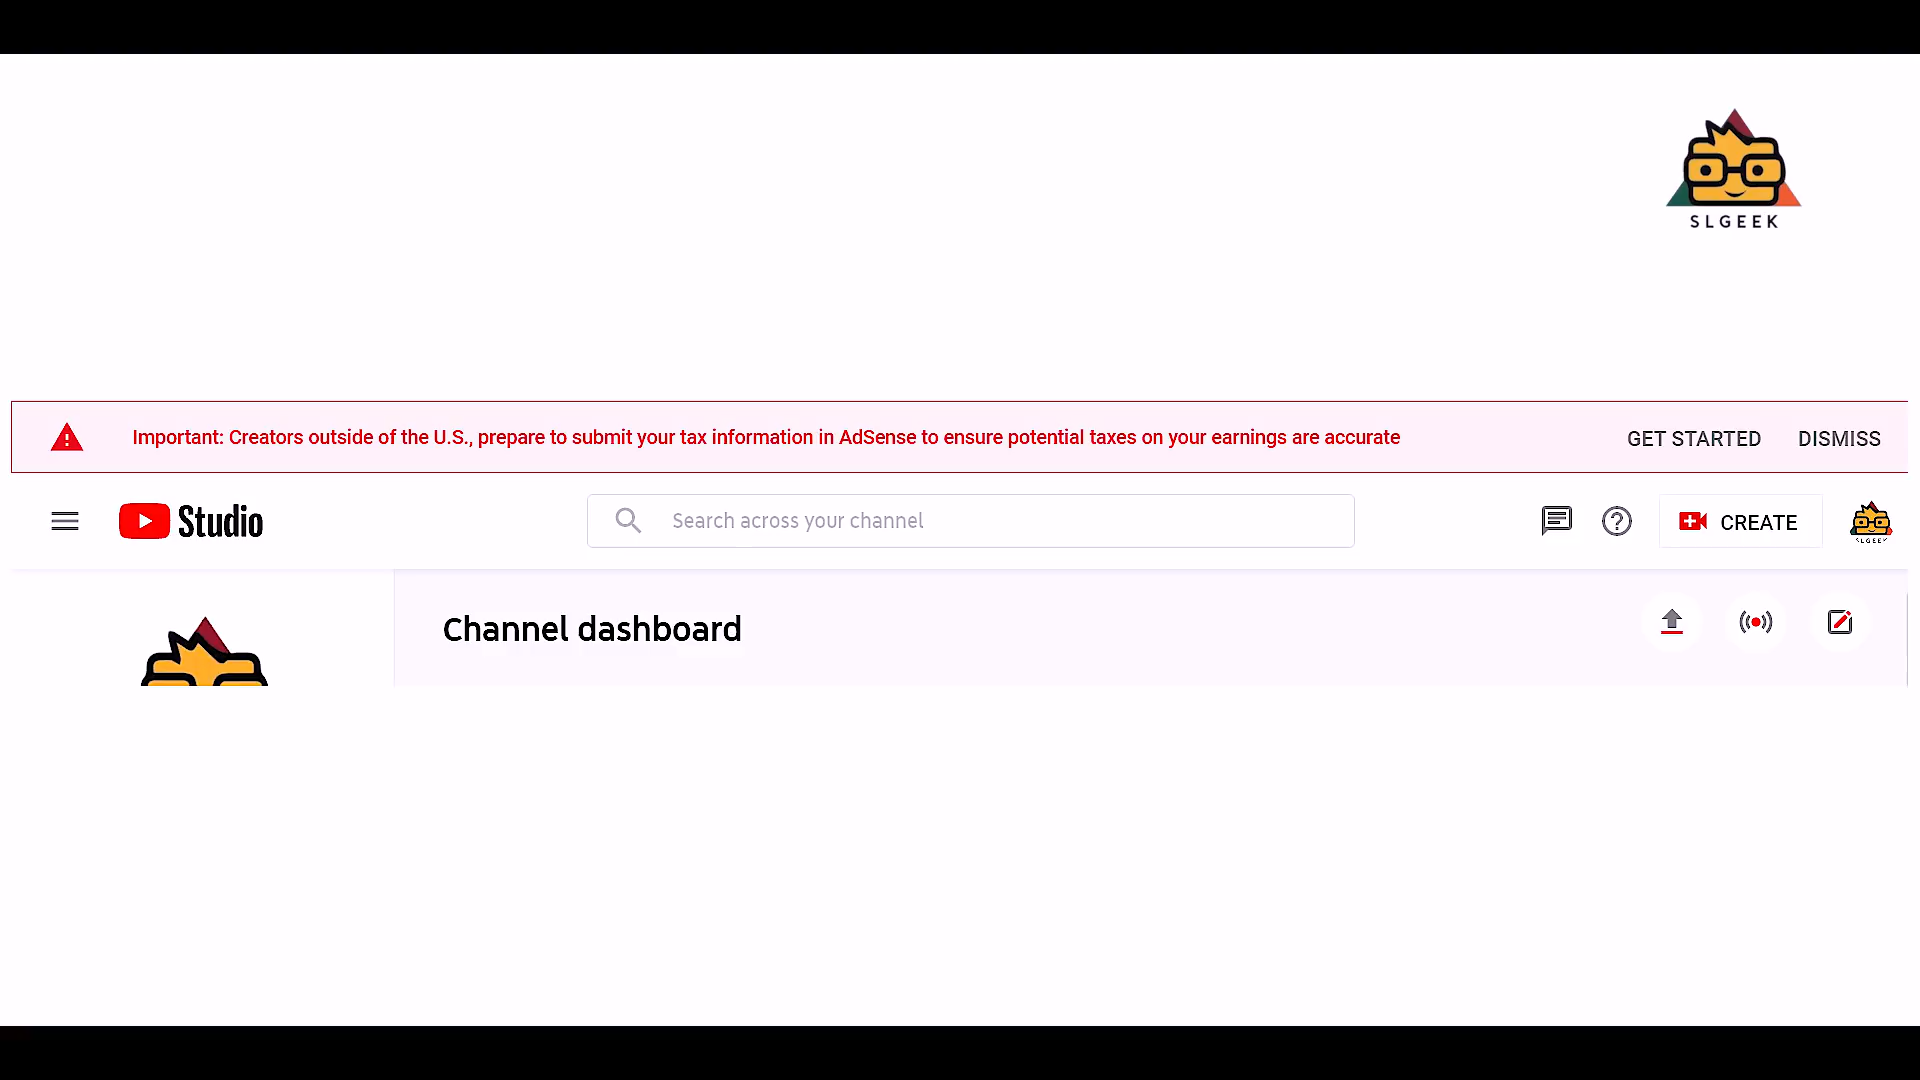 SLGEEK
Important: Creators outside of the U.S., prepare to submit your tax information in AdSense to ensure potential taxes on your earnings are accurate
GET STARTED
DISMISS
Studio
Search across your channel
CREATE
SLGEEK
Channel dashboard